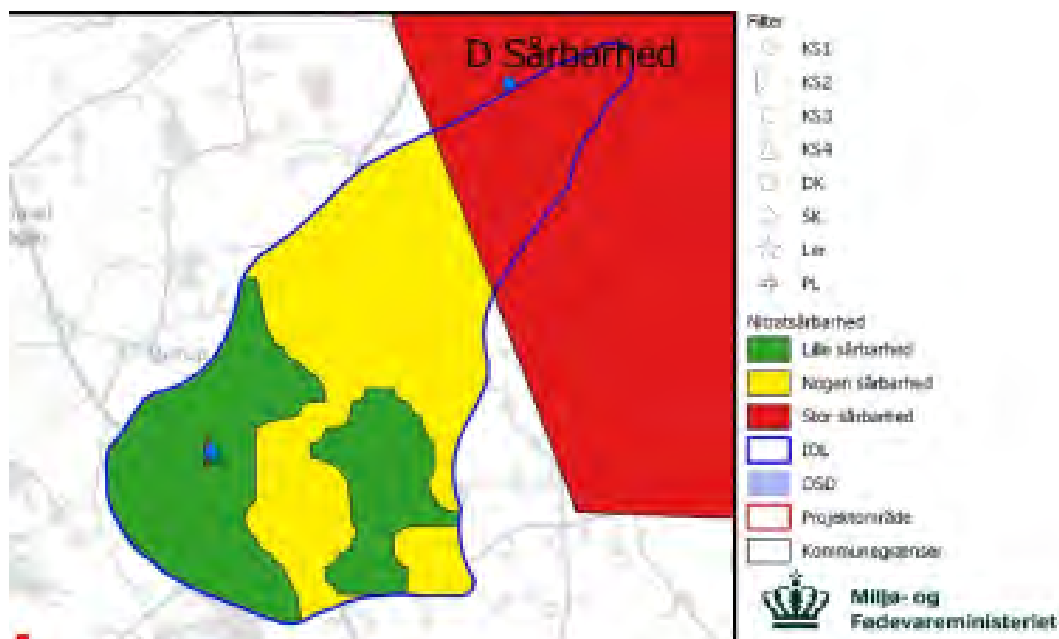 D Sårbarhed
Filter
KS1
KS2
KS3
KS4
DK
SK
Ler
PL
Nitratsårbarhed
Lille sårbarhed
Nogen sårbarhed
Stor sårbarhed
IOL
OSD
Projektområde
Kommunegrænser
Miljø- og
Fødevareministeriet